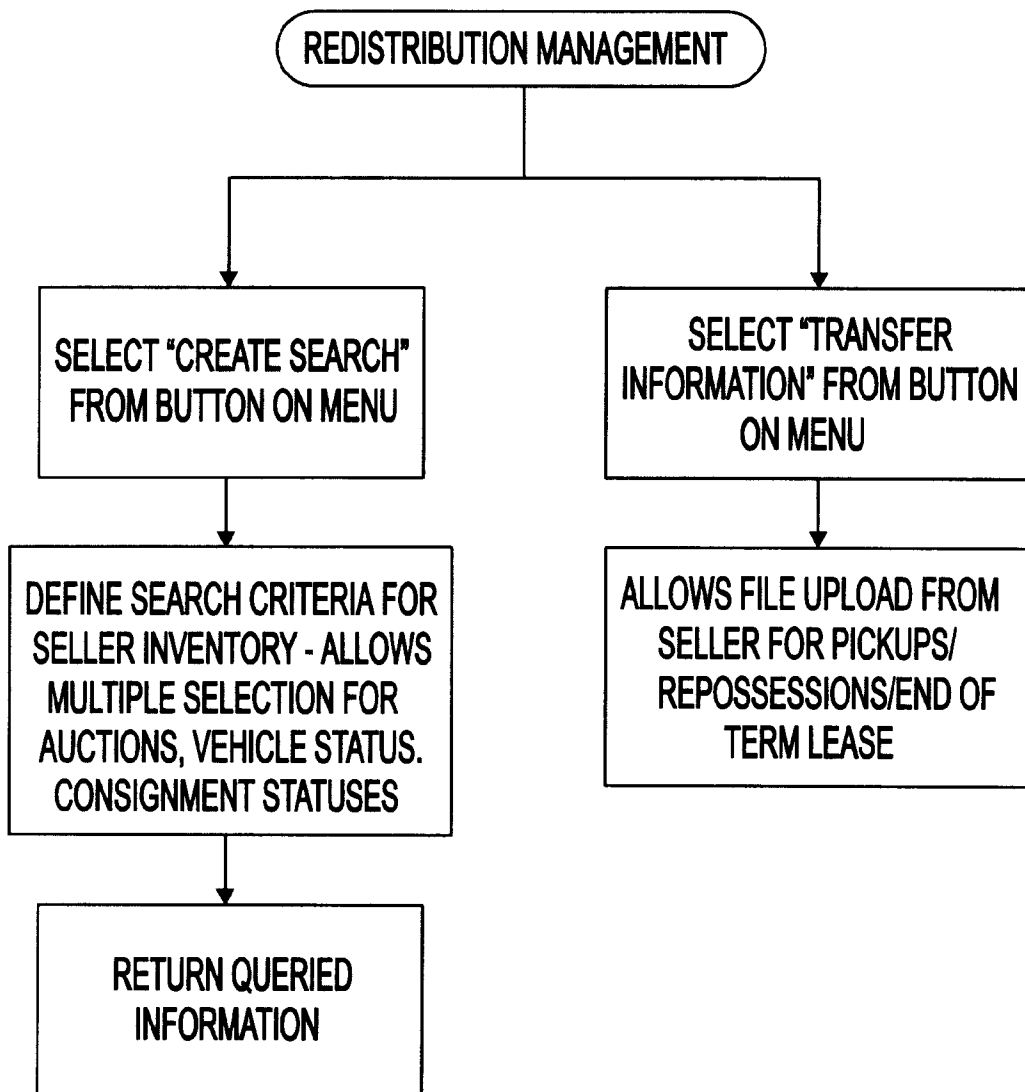 REDISTRIBUTION MANAGEMENT
SELECT “CREATE SEARCH”
FROM BUTTON ON MENU
SELECT “TRANSFER
INFORMATION” FROM BUTTON
ON MENU
DEFINE SEARCH CRITERIA FOR
SELLER INVENTORY - ALLOWS
MULTIPLE SELECTION FOR
AUCTIONS, VEHICLE STATUS.
CONSIGNMENT STATUSES
ALLOWS FILE UPLOAD FROM
SELLER FOR PICKUPS/
REPOSSESSIONS/END OF
TERM LEASE
RETURN QUERIED
INFORMATION